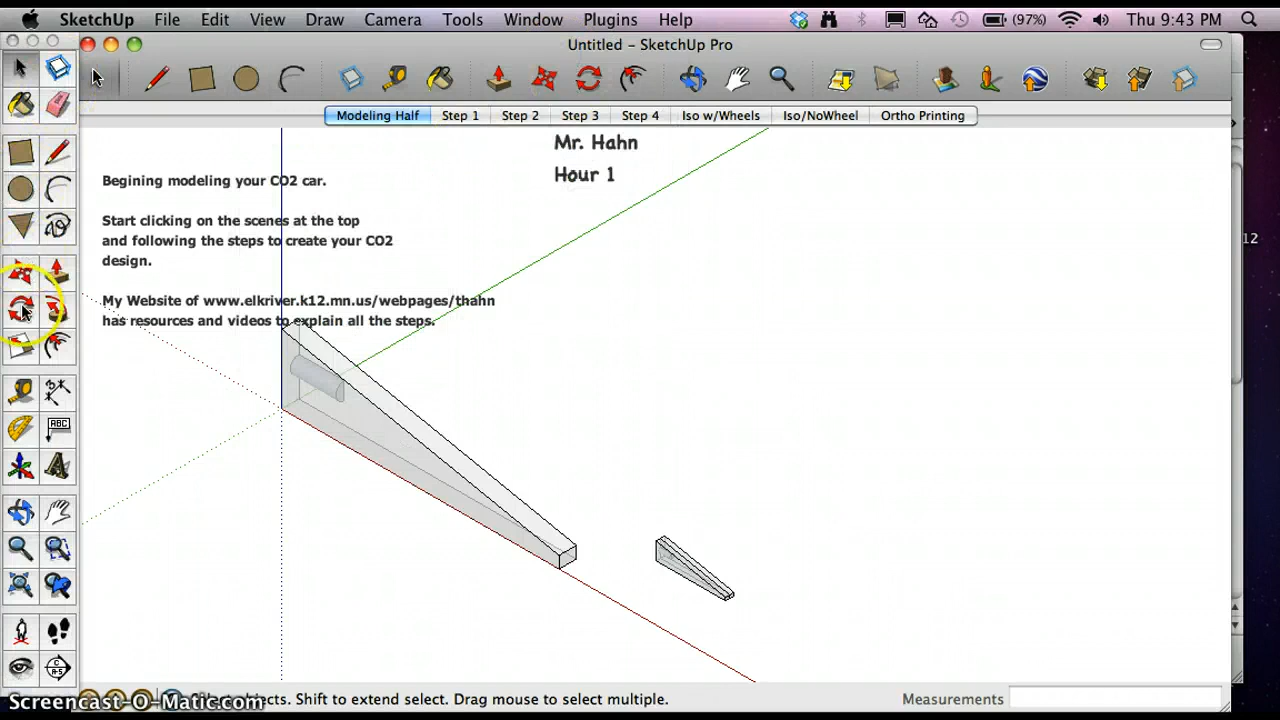 SketchUp File Edit View Draw Camera Tools Window Plugins Help (97%) Thu 9:43 PM
Untitled - SketchUp Pro
Modeling Half Step 1 Step 2 Step 3 Step 4 Iso w/Wheels Iso/NoWheel Ortho Printing
Mr. Hahn
Hour 1
Begining modeling your CO2 car.
Start clicking on the scenes at the top
and following the steps to create your CO2
design.
My Website of www.elkriver.k12.mn.us/webpages/thahn
has resources and videos to explain all the steps.
12
ABC
A
C
A-5
objects. Shift to extend select. Drag mouse to select multiple. Measurements
Screencast-O-Matic.com